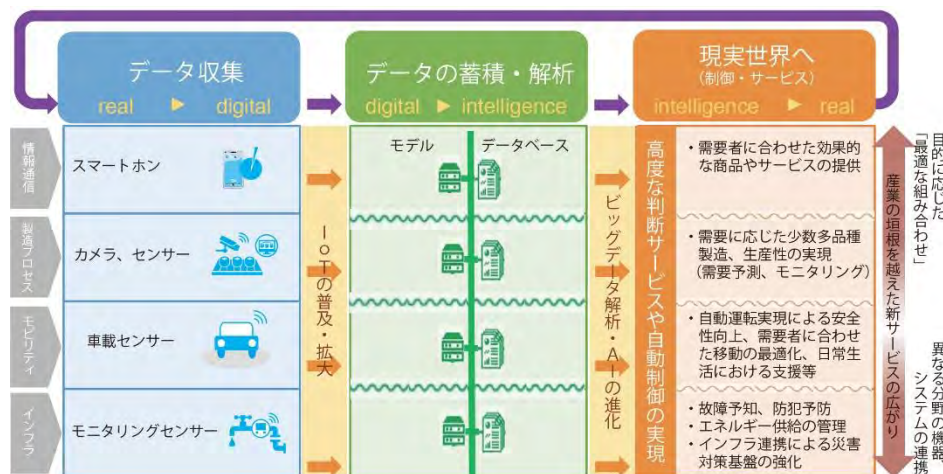 データ収集
real ▶ digital
データの蓄積・解析
digital ▶ intelligence
現実世界へ
(制御・サービス)
intelligence ▶ real
情報通信
スマートホン
製造プロセス
カメラ、センサー
モビリティ
車載センサー
インフラ
モニタリングセンサー
IoTの普及・拡大
モデル
データベース
ビッグデータ解析・AIの進化
高度な判断サービスや自動制御の実現
・需要者に合わせた効果的
な商品やサービスの提供
・需要に応じた少数多品種
製造、生産性の実現
(需要予測、モニタリング)
・自動運転実現による安全
性向上、需要者に合わせ
た移動の最適化、日常生
活における支援等
・故障予知、防犯予防
・エネルギー供給の管理
・インフラ連携による災害
対策基盤の強化
産業の垣根を越えた新サービスの広がり
目的に応じた
「最適な組み合わせ」
異なる分野の機器、
システムの連携